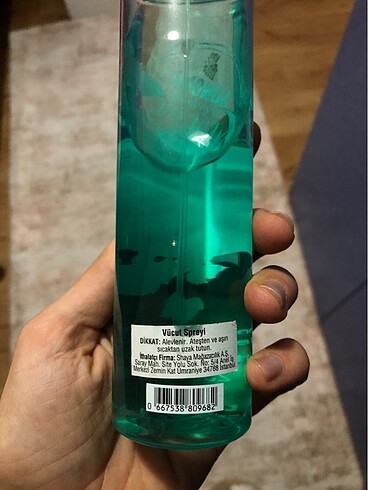 Vücut Spreyi
DİKKAT: Alevlenir. Ateşten ve aşırı
sıcaktan uzak tutun.
İthalatçı Firma: Shaya Mağazacılık A.Ş.
Saray Mah. Site Yolu Sok. No: 5/4 Anel İş
Merkezi Zemin Kat Ümraniye 34768 İstanbul
0 667538 809682